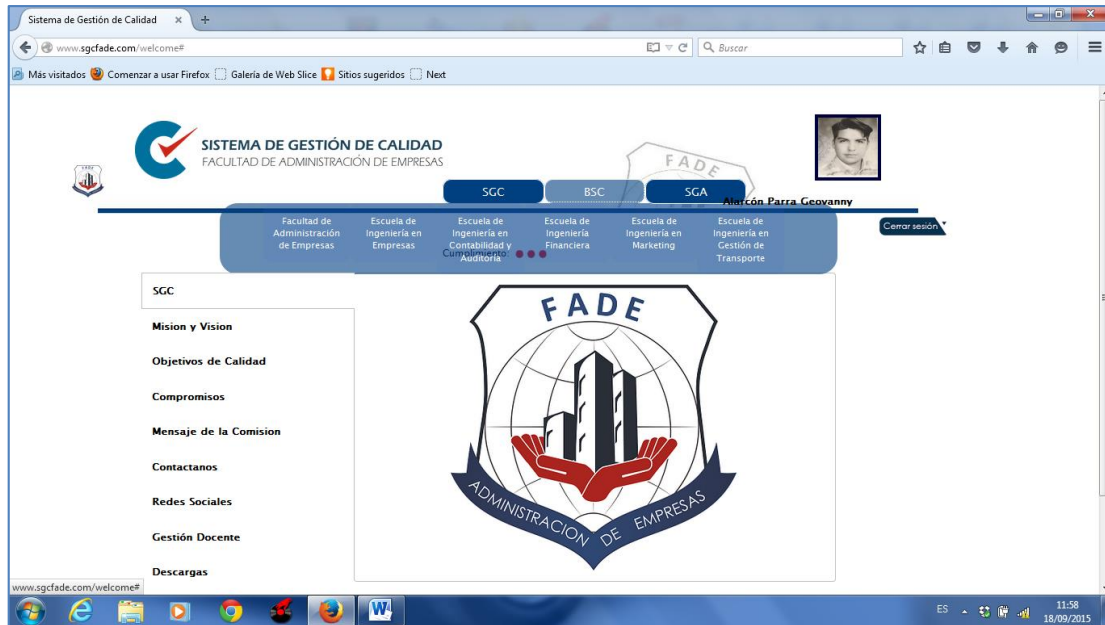 Sistema de Gestión de Calidad
www.sgcfade.com/welcome#
Buscar
Más visitados Comenzar a usar Firefox Galería de Web Slice Sitios sugeridos Next
SISTEMA DE GESTIÓN DE CALIDAD
FACULTAD DE ADMINISTRACIÓN DE EMPRESAS
FADE
FADE
SGC BSC SGA
Alarcón Parra Geovanny
Cerrar sesión
Facultad de
Administración
de Empresas
Escuela de
Ingeniería en
Empresas
Escuela de
Ingeniería en
Contabilidad y
Auditoría
Escuela de
Ingeniería
Financiera
Escuela de
Ingeniería en
Marketing
Escuela de
Ingeniería en
Gestión de
Transporte
Cumplimiento:
SGC
Mision y Vision
Objetivos de Calidad
Compromisos
Mensaje de la Comision
Contactanos
Redes Sociales
Gestión Docente
Descargas
FADE
ADMINISTRACION DE EMPRESAS
www.sgcfade.com/welcome#
ES
11:58
18/09/2015